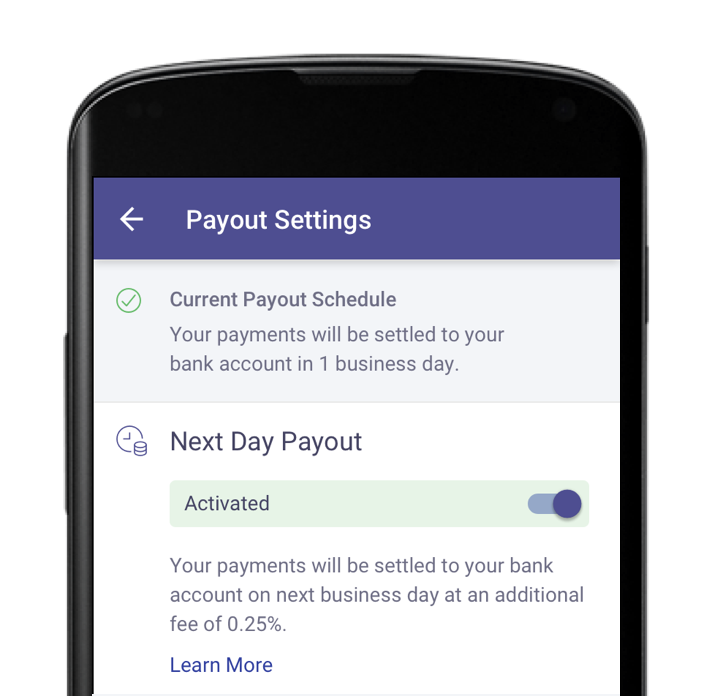 Payout Settings
Current Payout Schedule
Your payments will be settled to your
bank account in 1 business day.
Next Day Payout
Activated
Your payments will be settled to your bank
account on next business day at an additional
fee of 0.25%.
Learn More